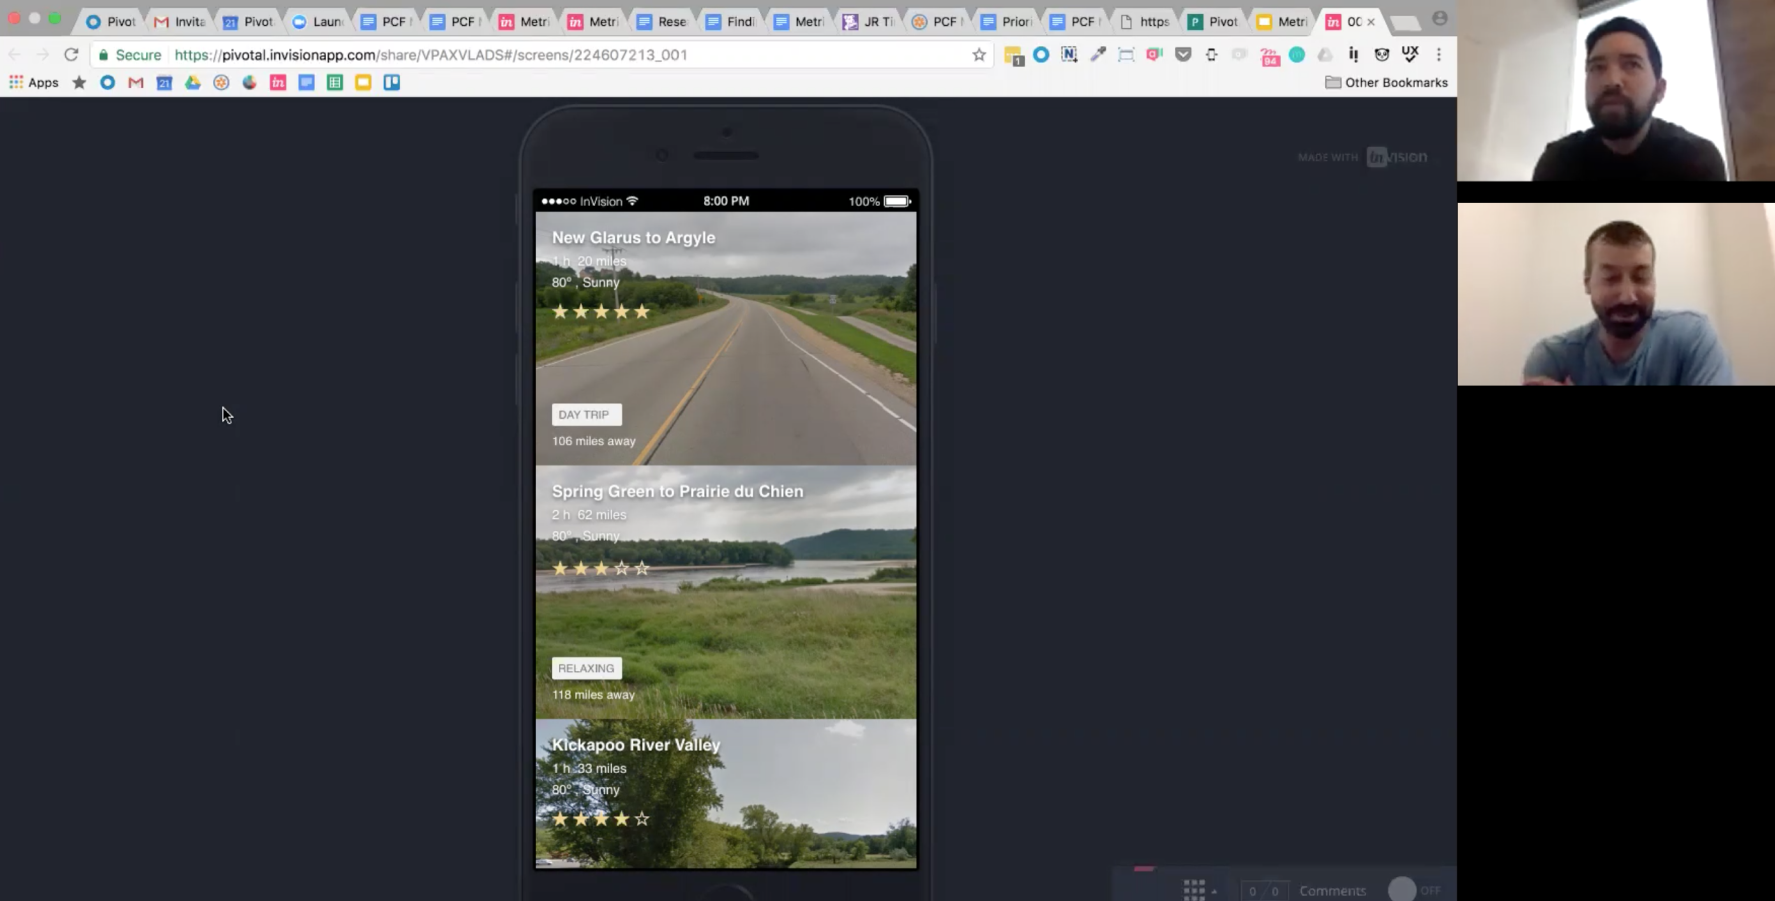 Pivot
Invita
Pivot
Laun
PCF
PCF
Metri
Metri
Rese
Findi
Metri
JR Ti
PCF
Priori
PCF
https
Pivot
Metri
Secure
https://pivotal.invisionapp.com/share/VPAXVLADS#/screens/224607213_001
Apps
Other Bookmarks
MADE WITH inVISION
InVision 8:00 PM 100%
New Glarus to Argyle
1 h 20 miles
80°, Sunny
DAY TRIP
106 miles away
Spring Green to Prairie du Chien
2 h 62 miles
80°, Sunny
RELAXING
118 miles away
Kickapoo River Valley
1 h 33 miles
80°, Sunny
0 / 0 Comments OFF